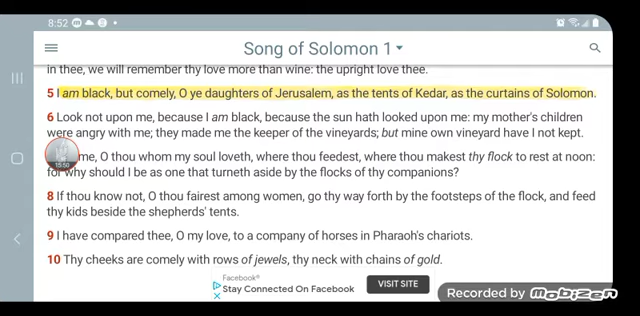 8:52
Song of Solomon 1
in thee, we will remember thy love more than wine: the upright love thee.
5 I am black, but comely, O ye daughters of Jerusalem, as the tents of Kedar, as the curtains of Solomon.
6 Look not upon me, because I am black, because the sun hath looked upon me: my mother's children
were angry with me; they made me the keeper of the vineyards; but mine own vineyard have I not kept.
me, O thou whom my soul loveth, where thou feedest, where thou makest thy flock to rest at noon:
for why should I be as one that turneth aside by the flocks of thy companions?
15:50
8 If thou know not, O thou fairest among women, go thy way forth by the footsteps of the flock, and feed
thy kids beside the shepherds' tents.
9 I have compared thee, O my love, to a company of horses in Pharaoh's chariots.
10 Thy cheeks are comely with rows of jewels, thy neck with chains of gold.
Facebook®
Stay Connected On Facebook
VISIT SITE
Recorded by Mobizen